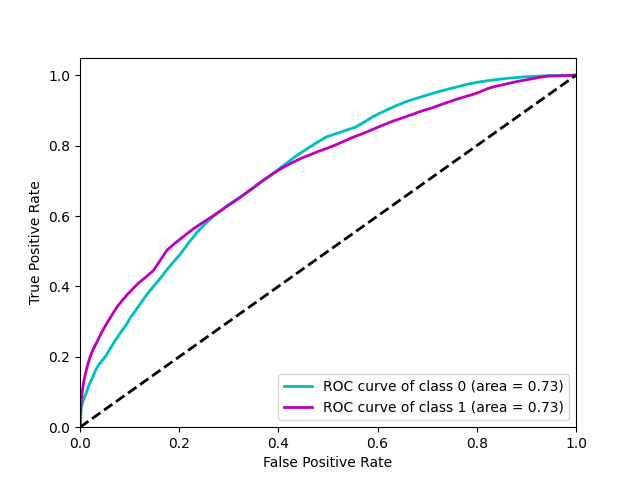 1.0
0.8
0.6
0.4
0.2
0.0
True Positive Rate
ROC curve of class 0 (area = 0.73)
ROC curve of class 1 (area = 0.73)
0.0 0.2 0.4 0.6 0.8 1.0
False Positive Rate